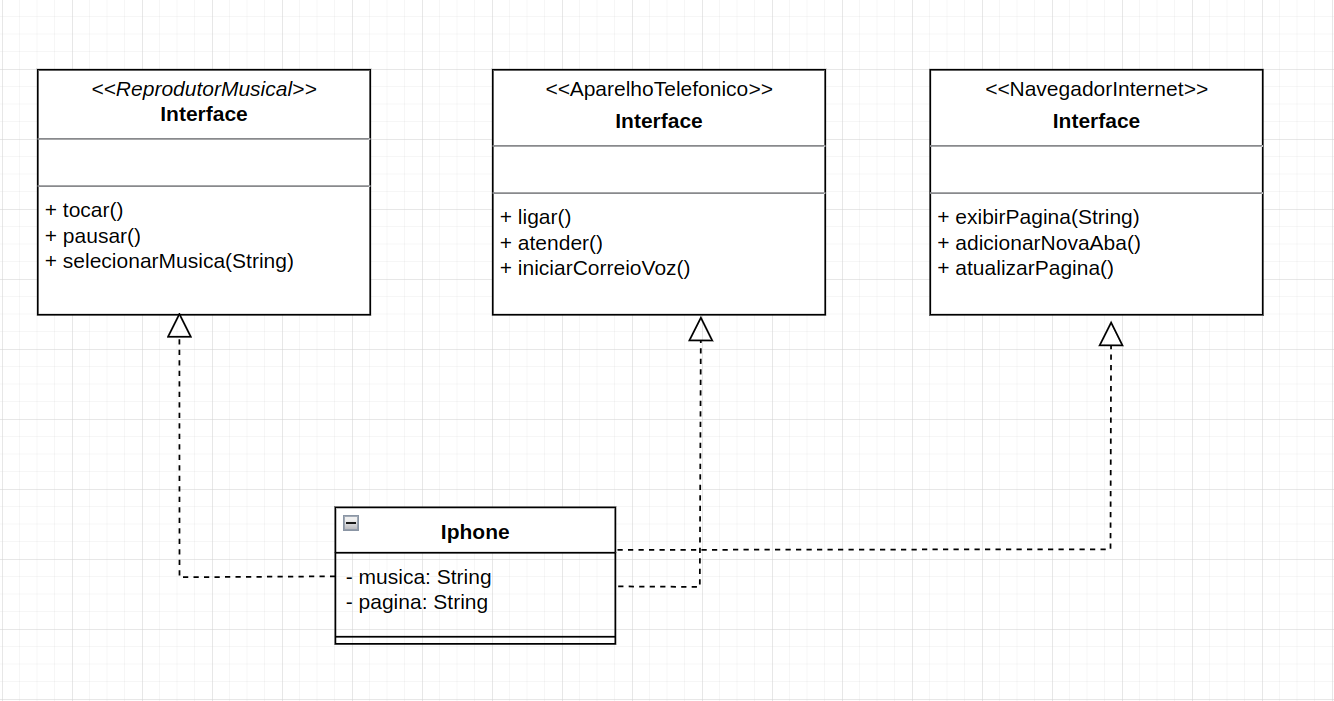 <<ReprodutorMusical>>
Interface
+ tocar()
+ pausar()
+ selecionarMusica(String)
<<AparelhoTelefonico>>
Interface
+ ligar()
+ atender()
+ iniciarCorreioVoz()
<<NavegadorInternet>>
Interface
+ exibirPagina(String)
+ adicionarNovaAba()
+ atualizarPagina()
Iphone
- musica: String
- pagina: String